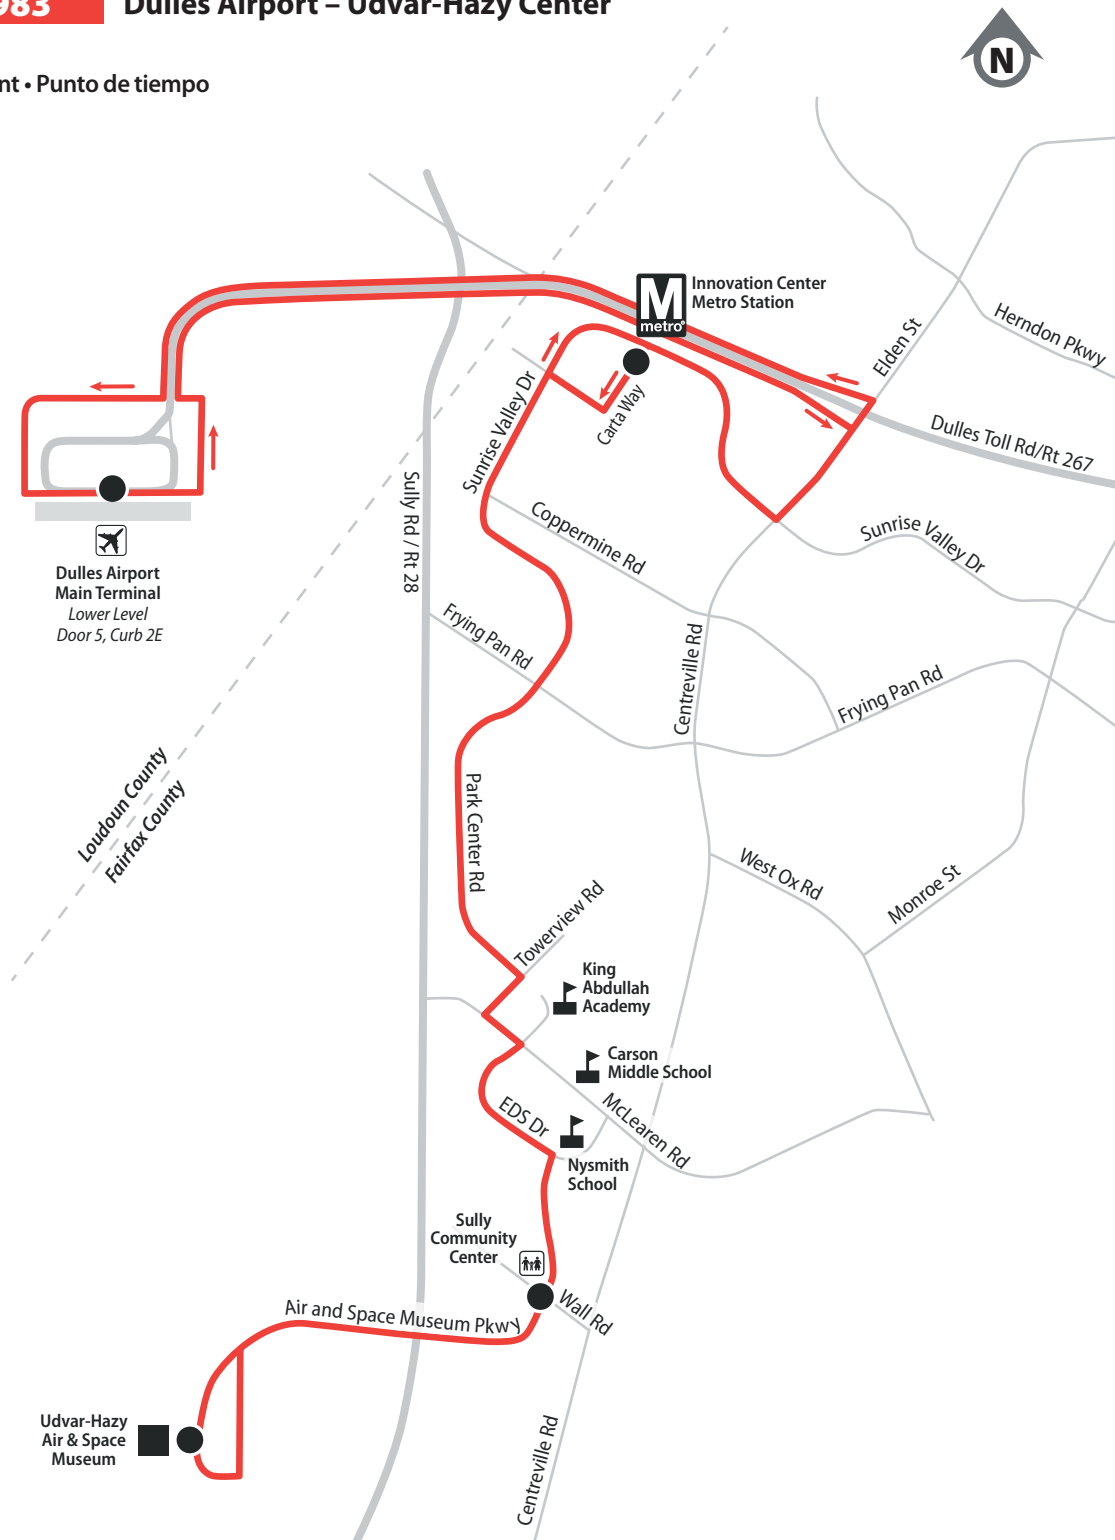 983
Dulles Airport – Udvar-Hazy Center
nt • Punto de tiempo
N
M
metro
Innovation Center
Metro Station
Elden St
Herndon Pkwy
Dulles Toll Rd/Rt 267
Sunrise Valley Dr
Carta Way
Sully Rd / Rt 28
Coppermine Rd
Sunrise Valley Dr
Dulles Airport
Main Terminal
Lower Level
Door 5, Curb 2E
Frying Pan Rd
Centreville Rd
Frying Pan Rd
Loudoun County
Fairfax County
Park Center Rd
West Ox Rd
Monroe St
Towerview Rd
King
Abdullah
Academy
Carson
Middle School
EDS Dr
McLearen Rd
Nysmith
School
Sully
Community
Center
Wall Rd
Air and Space Museum Pkwy
Udvar-Hazy
Air & Space
Museum
Centreville Rd